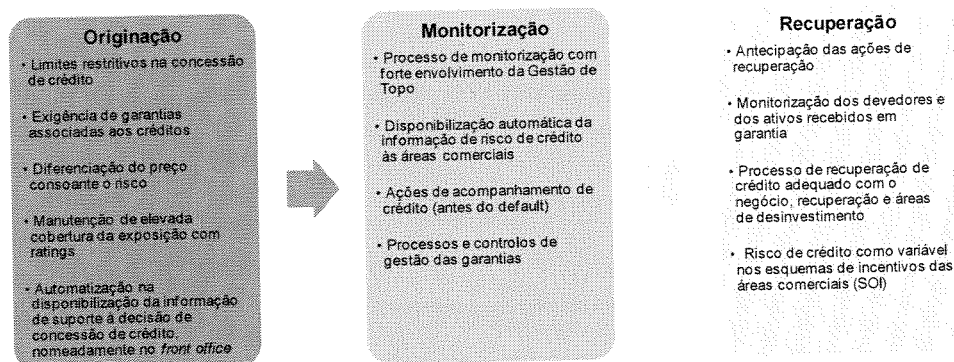 Originação
• Limites restritivos na concessão
de crédito
• Exigência de garantias
associadas aos créditos
• Diferenciação do preço
consoante o risco
• Manutenção de elevada
cobertura da exposição com
ratings
• Automatização na
disponibilização da informação
de suporte à decisão de
concessão de crédito,
nomeadamente no front office
Monitorização
• Processo de monitorização com
forte envolvimento da Gestão de
Topo
• Disponibilização automática da
informação de risco de crédito
às áreas comerciais
• Ações de acompanhamento de
crédito (antes do default)
• Processos e controlos de
gestão das garantias
Recuperação
• Antecipação das ações de
recuperação
• Monitorização dos devedores e
dos ativos recebidos em
garantia
• Processo de recuperação de
crédito adequado com o
negócio, recuperação e áreas
de desinvestimento
• Risco de crédito como variável
nos esquemas de incentivos das
áreas comerciais (SOI)